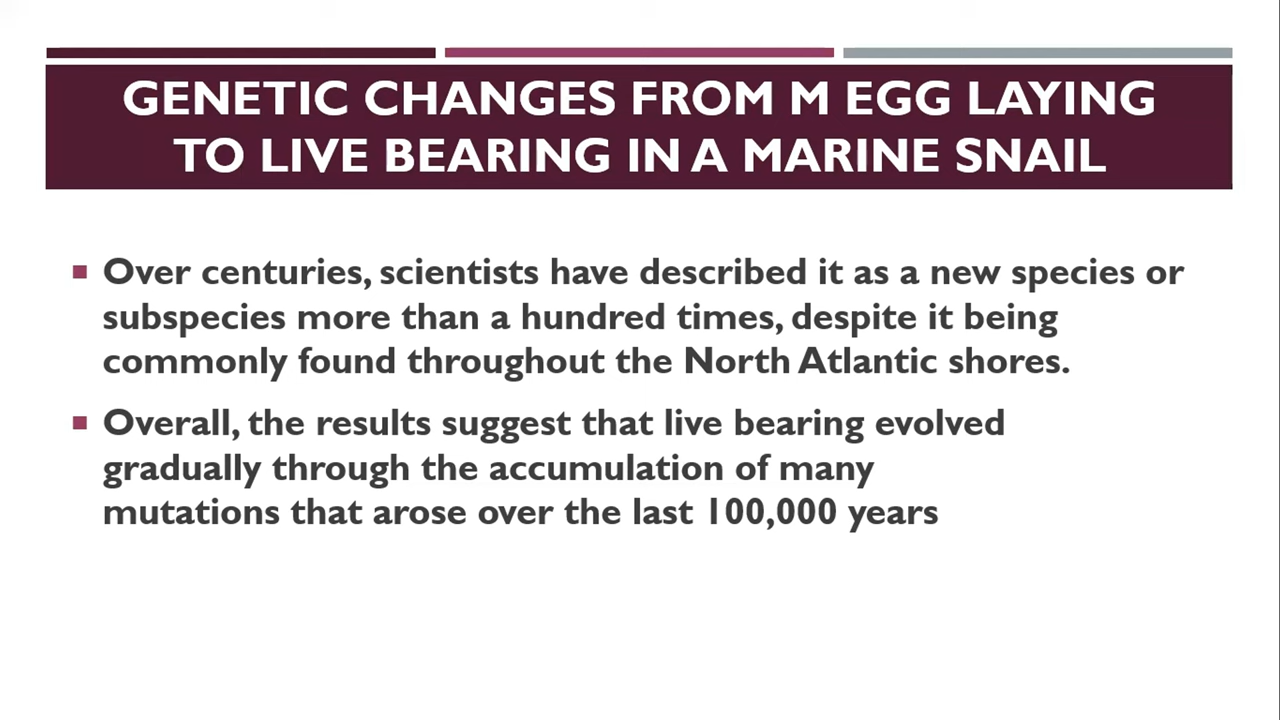 GENETIC CHANGES FROM M EGG LAYING
TO LIVE BEARING IN A MARINE SNAIL
Over centuries, scientists have described it as a new species or
subspecies more than a hundred times, despite it being
commonly found throughout the North Atlantic shores.
Overall, the results suggest that live bearing evolved
gradually through the accumulation of many
mutations that arose over the last 100,000 years